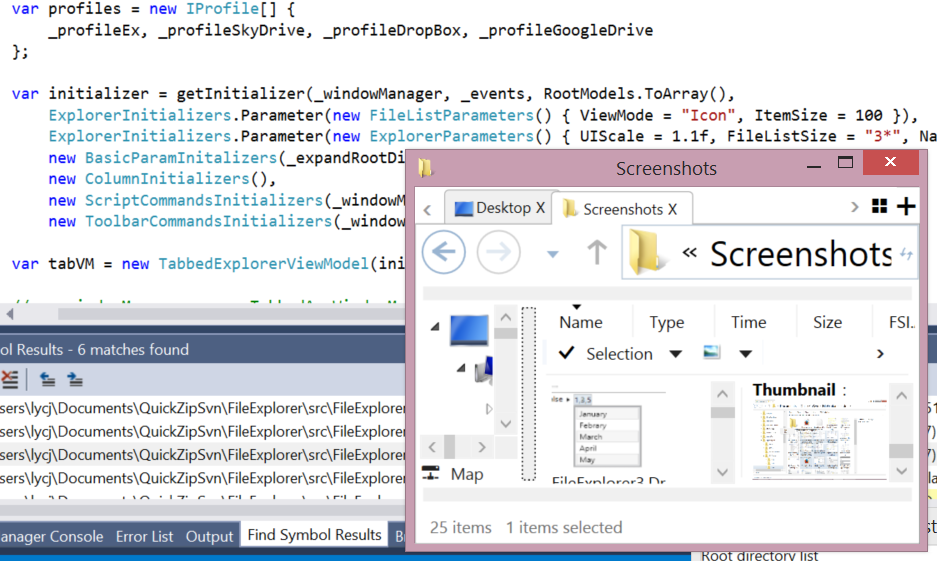 var profiles = new IProfile[] {
_profileEx, _profileSkyDrive, _profileDropBox, _profileGoogleDrive
};
var initializer = getInitializer(_windowManager, _events, RootModels.ToArray(),
ExplorerInitializers.Parameter(new FileListParameters() { ViewMode = "Icon", ItemSize = 100 }),
ExplorerInitializers.Parameter(new ExplorerParameters() { UIScale = 1.1f, FileListSize = "3*", Na
new BasicParamInitalizers(_expandRootDi
new ColumnInitializers(),
new ScriptCommandsInitializers(_windowM
new ToolbarCommandsInitializers(_window
var tabVM = new TabbedExplorerViewModel(ini
Screenshots
Desktop X
Screenshots X
« Screenshots
Name Type Time Size FSI..
Selection
Thumbnail :
1.3.5
January
Febrery
March
April
May
FileExplorer3 Dr
Map
25 items 1 items selected
ol Results - 6 matches found
sers\lycj\Documents\QuickZipSvn\FileExplorer\src\FileExplorer
sers\lycj\Documents\QuickZipSvn\FileExplorer\src\FileExplorer
sers\lycj\Documents\QuickZipSvn\FileExplorer\src\FileExplorer
sers\lycj\Documents\QuickZipSvn\FileExplorer\src\FileExplorer
anager Console Error List Output Find Symbol Results
Root directory list